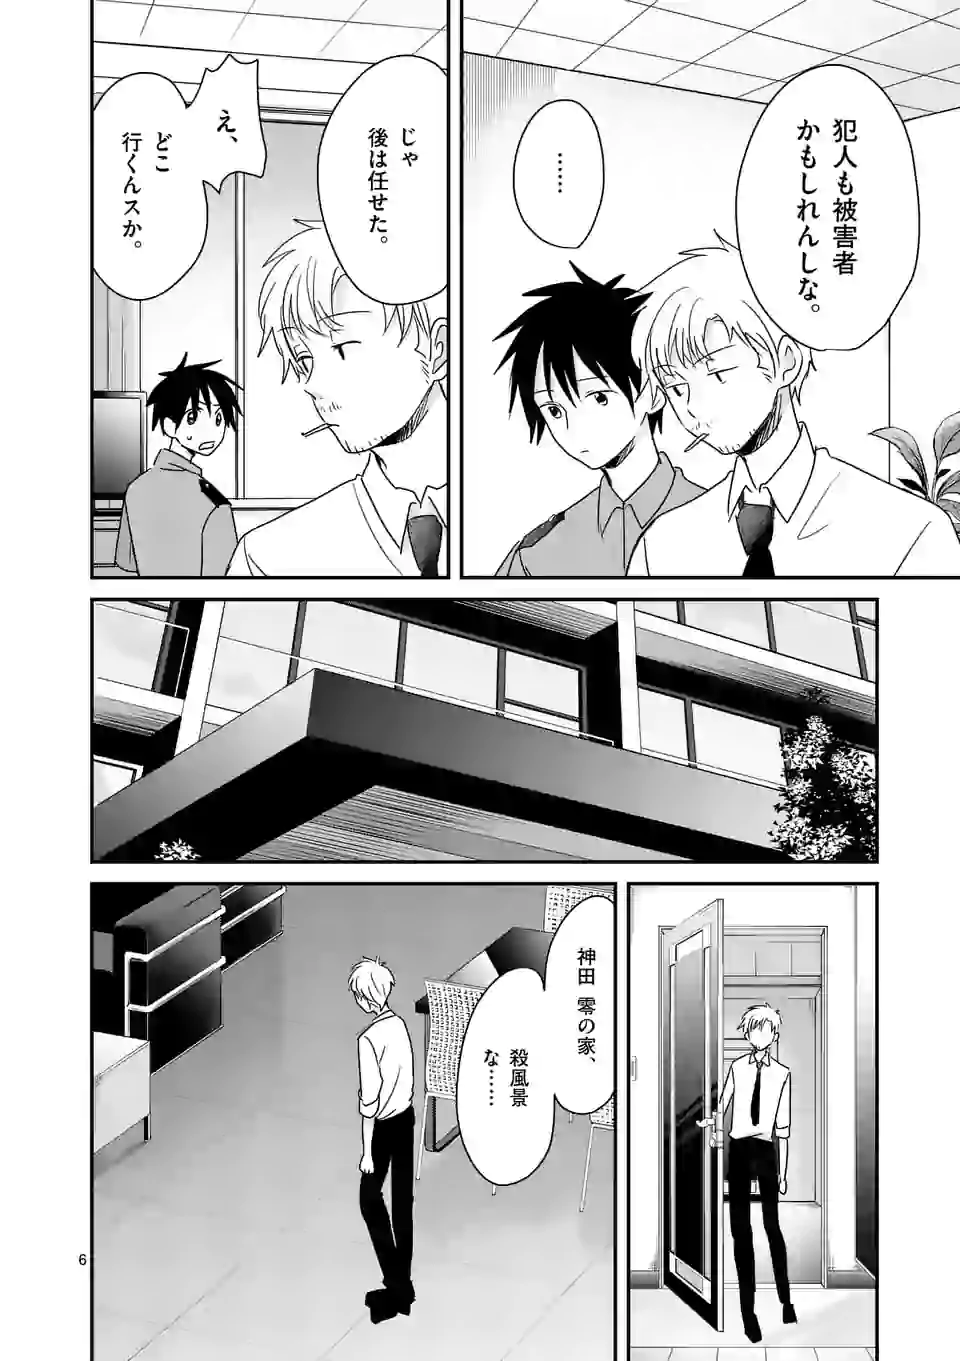 犯人も被害者
かもしれんしな。
……
じゃ
後は任せた。
え、
どこ
行くんスか。
神田 零の家、
殺風景
な……
6